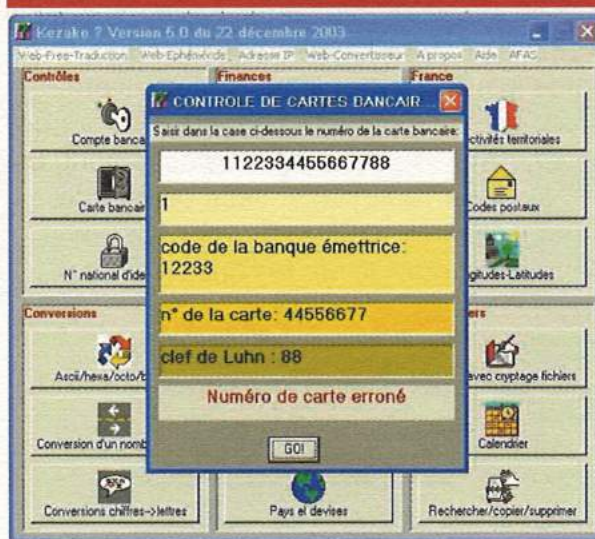 Kezako ? Version 6.0 du 22 décembre 2003
Web-Free-Traduction Web-Ephéméride Adresse IP Web-Convertisseur A propos Aide AFAS
Contrôles Finances France
CONTROLE DE CARTES BANCAIR...
Saisir dans la case ci-dessous le numéro de la carte bancaire:
Compte banca
ctivités territoriales
1122334455667788
1
Carte bancair
Codes postaux
code de la banque émettrice:
12233
N° national d'ide
gitudes-Latitudes
Conversions
n° de la carte: 44556677
ers
clef de Luhn : 88
Ascii/hexa/octo/b
avec cryptage fichiers
Numéro de carte erroné
Conversion d'un nomb
Calendrier
GO!
Conversions chiffres->lettres
Pays et devises
Rechercher/copier/supprimer